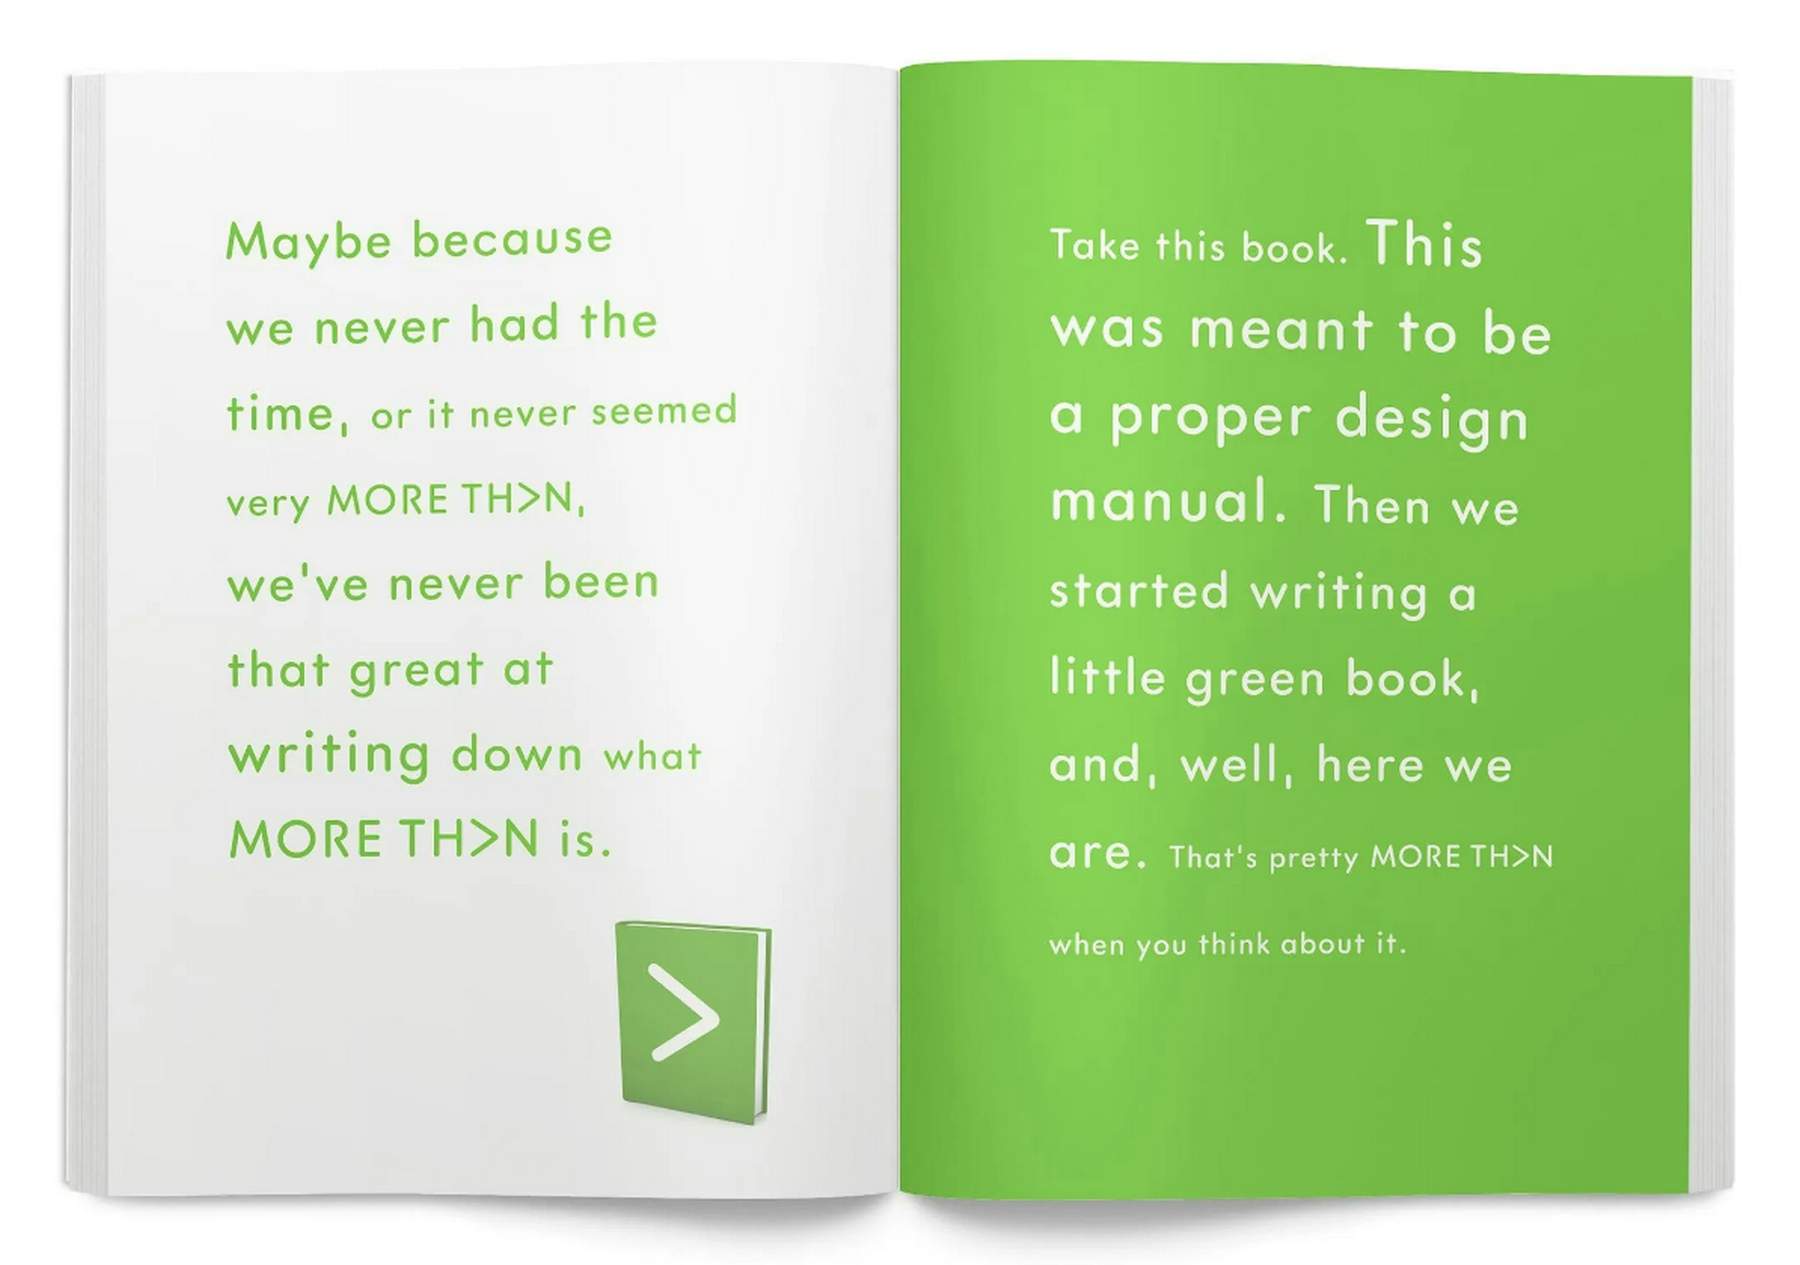 Maybe because
we never had the
time, or it never seemed
very MORE TH>N,
we've never been
that great at
writing down what
MORE TH>N is.
>
Take this book. This
was meant to be
a proper design
manual. Then we
started writing a
little green book,
and, well, here we
are. That's pretty MORE TH>N
when you think about it.